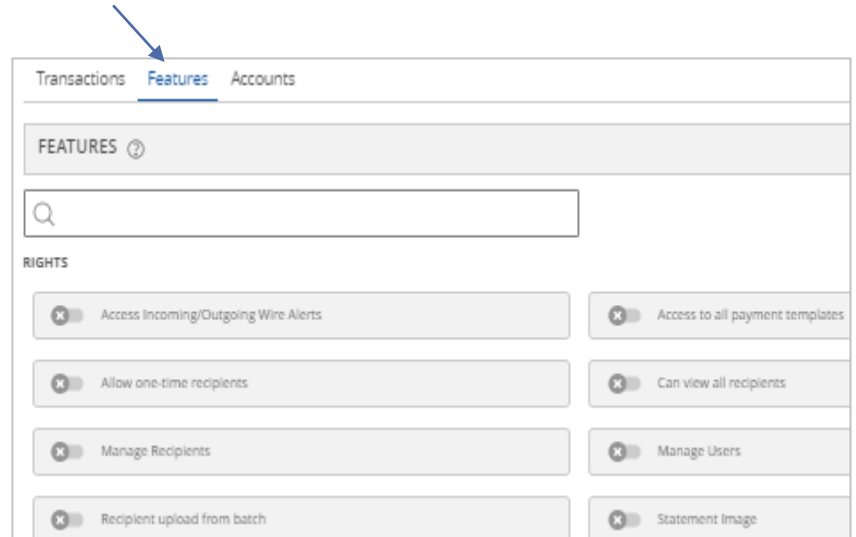 Transactions Features Accounts
FEATURES ?
RIGHTS
Access Incoming/Outgoing Wire Alerts Access to all payment templates
Allow one-time recipients Can view all recipients
Manage Recipients Manage Users
Recipient upload from batch Statement Image